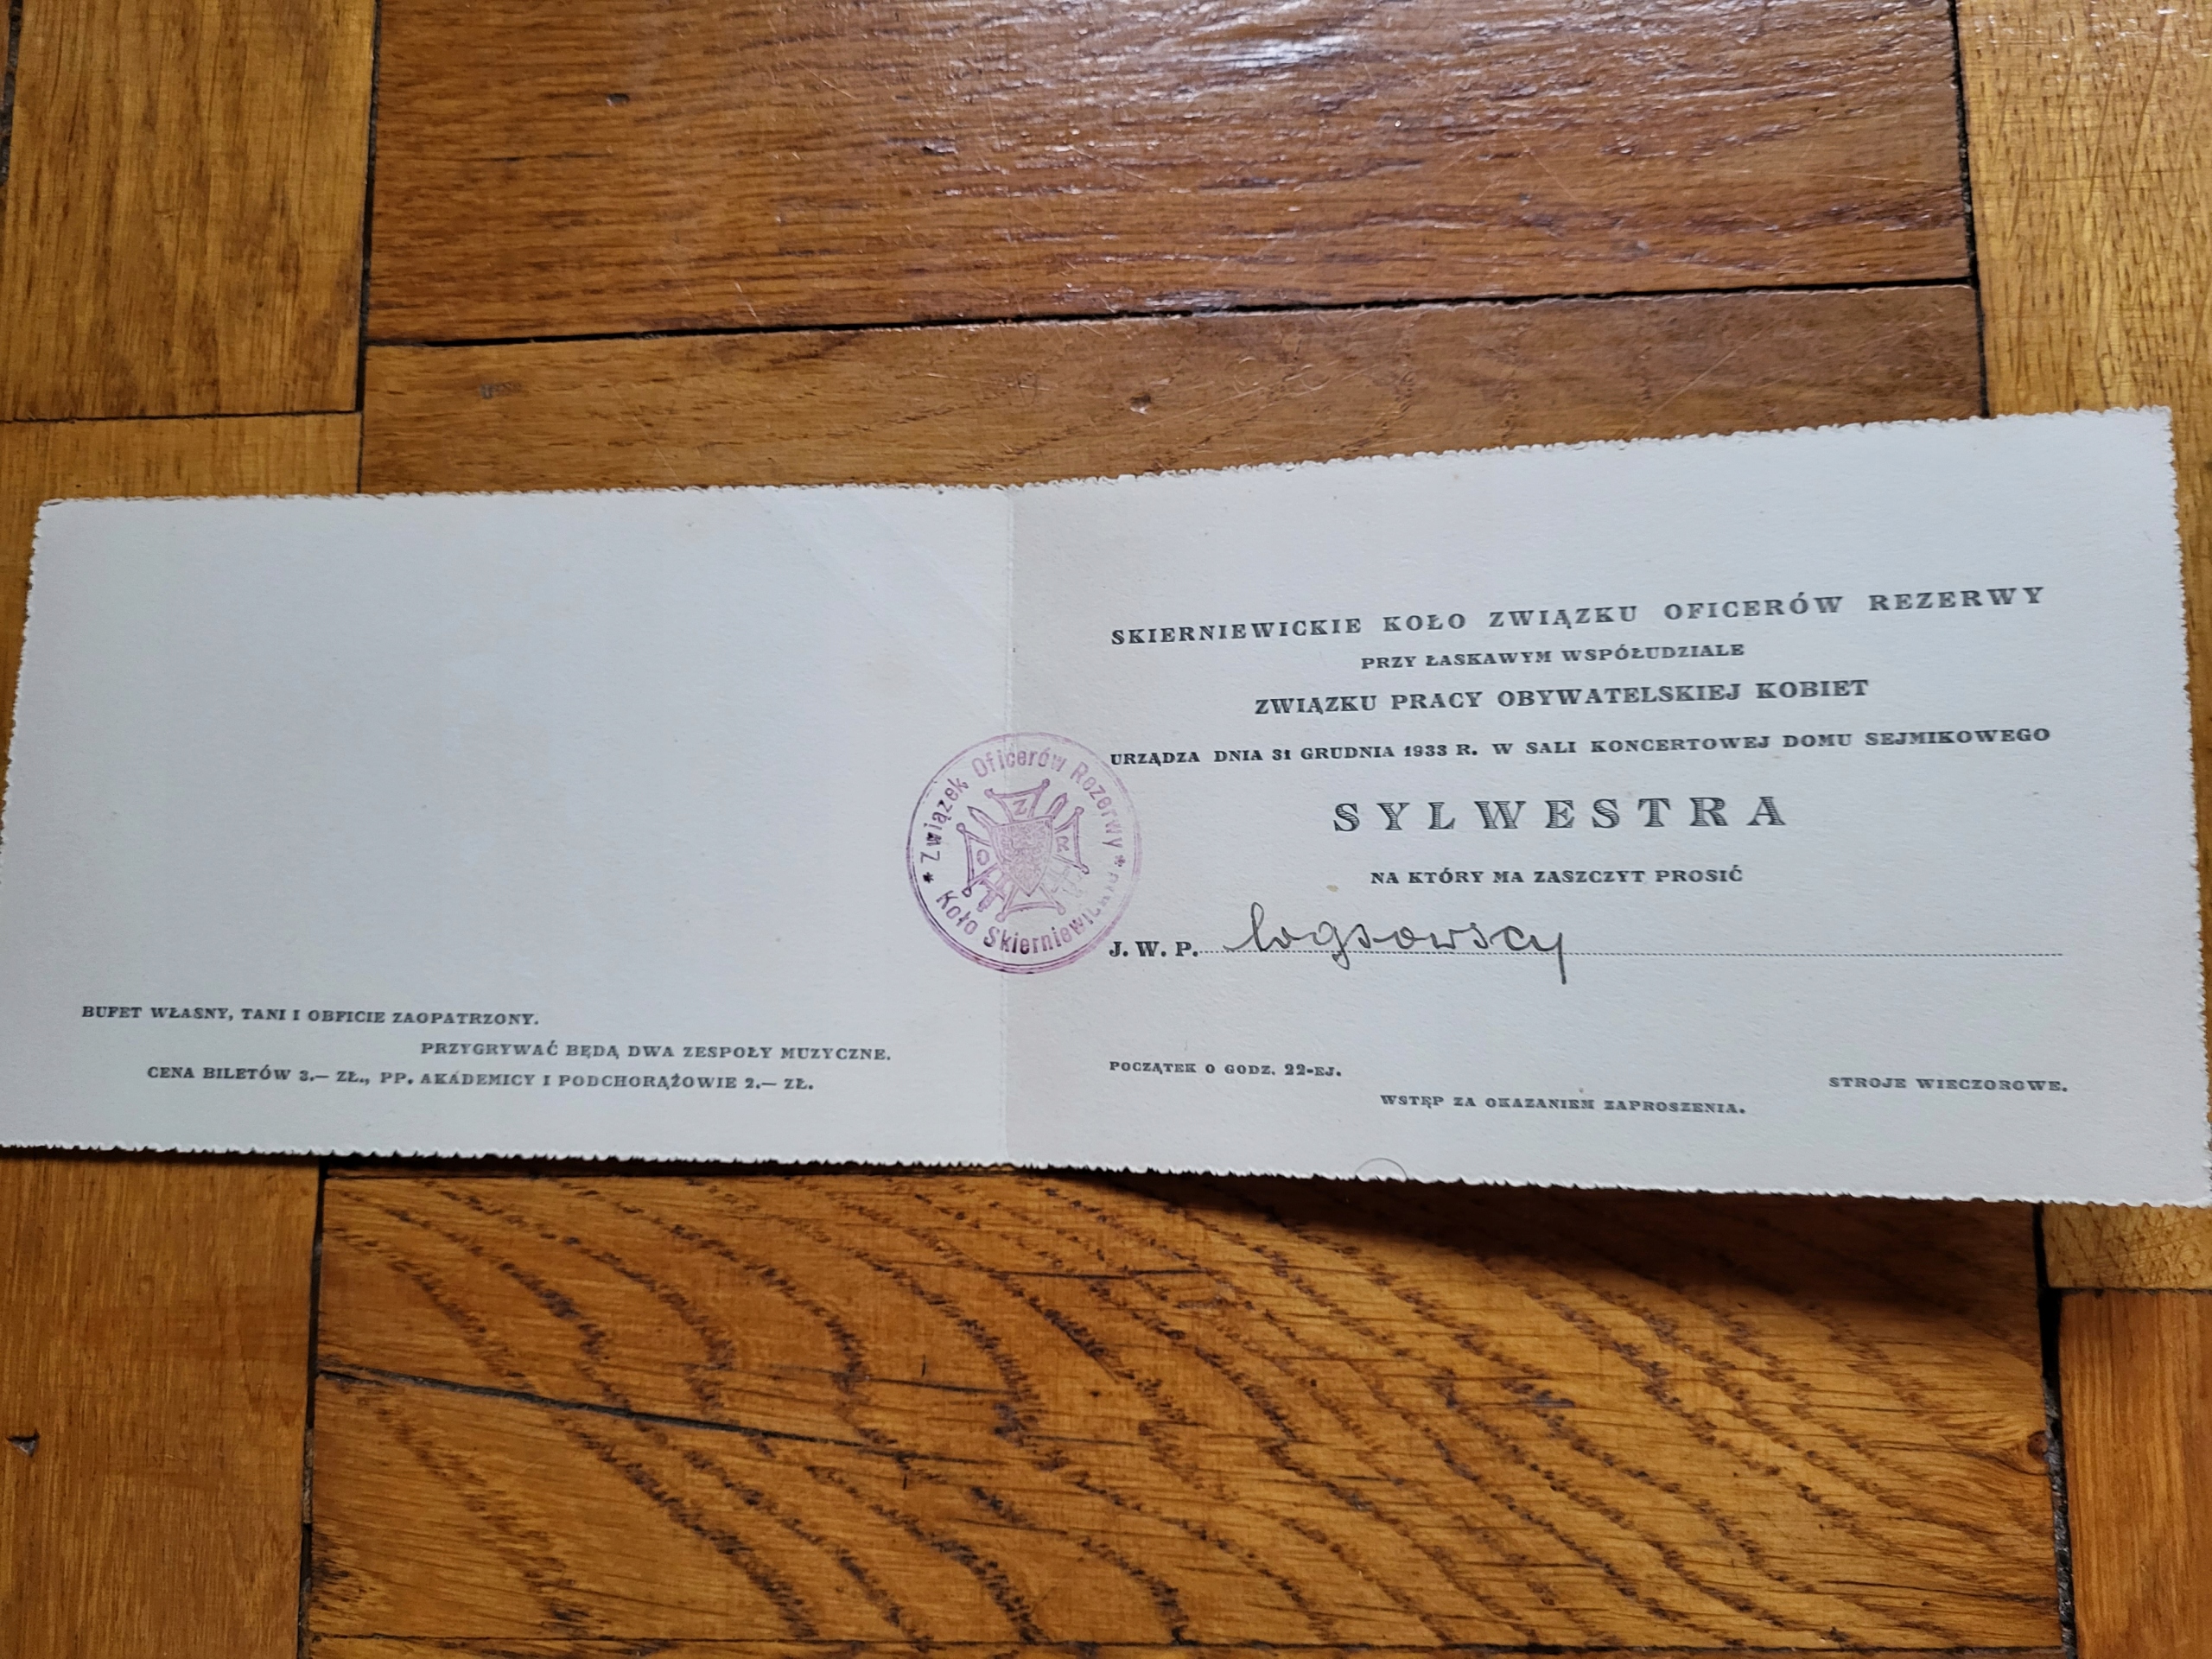 BUFET WŁASNY, TANI I OBFICIE ZAOPATRZONY.
PRZYGRYWAĆ BĘDĄ DWA ZESPOŁY MUZYCZNE.
CENA BILETÓW 3.— ZŁ., PP. AKADEMICY I PODCHORĄŻOWIE 2.— ZŁ.
Związek Oficerów Rezerwy
Z
O R
Koło Skierniewickie
SKIERNIEWICKIE KOŁO ZWIĄZKU OFICERÓW REZERWY
PRZY ŁASKAWYM WSPÓŁUDZIALE
ZWIĄZKU PRACY OBYWATELSKIEJ KOBIET
URZĄDZA DNIA 31 GRUDNIA 1933 R. W SALI KONCERTOWEJ DOMU SEJMIKOWEGO
SYLWESTRA
NA KTÓRY MA ZASZCZYT PROSIĆ
J. W. P.
POCZĄTEK O GODZ. 22-EJ.
STROJE WIECZOROWE.
WSTĘP ZA OKAZANIEM ZAPROSZENIA.